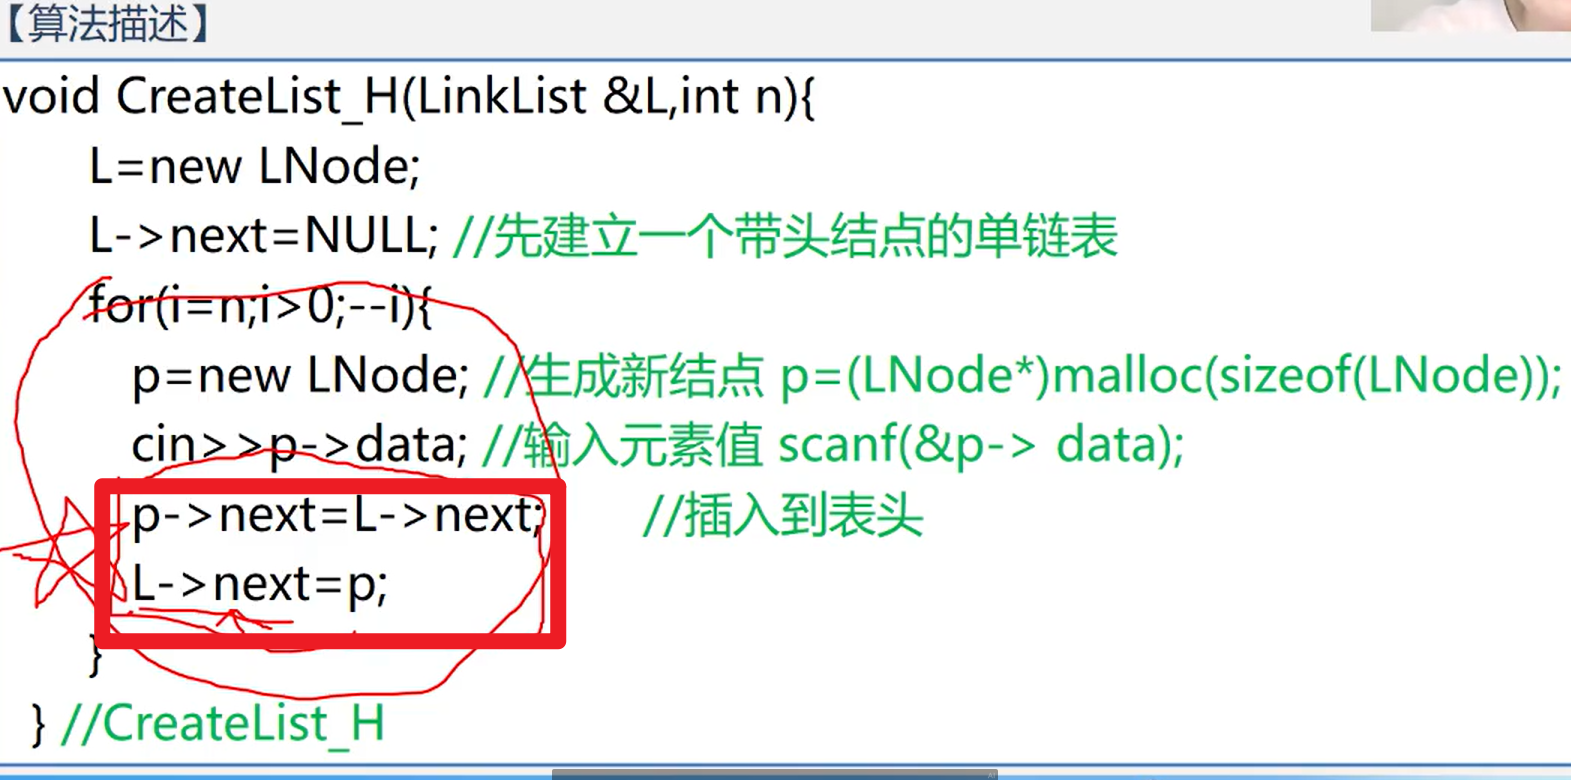 【算法描述】
void CreateList_H(LinkList &L,int n){
L=new LNode;
L->next=NULL; //先建立一个带头结点的单链表
for(i=n;i>0;--i){
p=new LNode; //生成新结点 p=(LNode*)malloc(sizeof(LNode));
cin>>p->data; //输入元素值 scanf(&p-> data);
p->next=L->next; //插入到表头
L->next=p;
}
} //CreateList_H